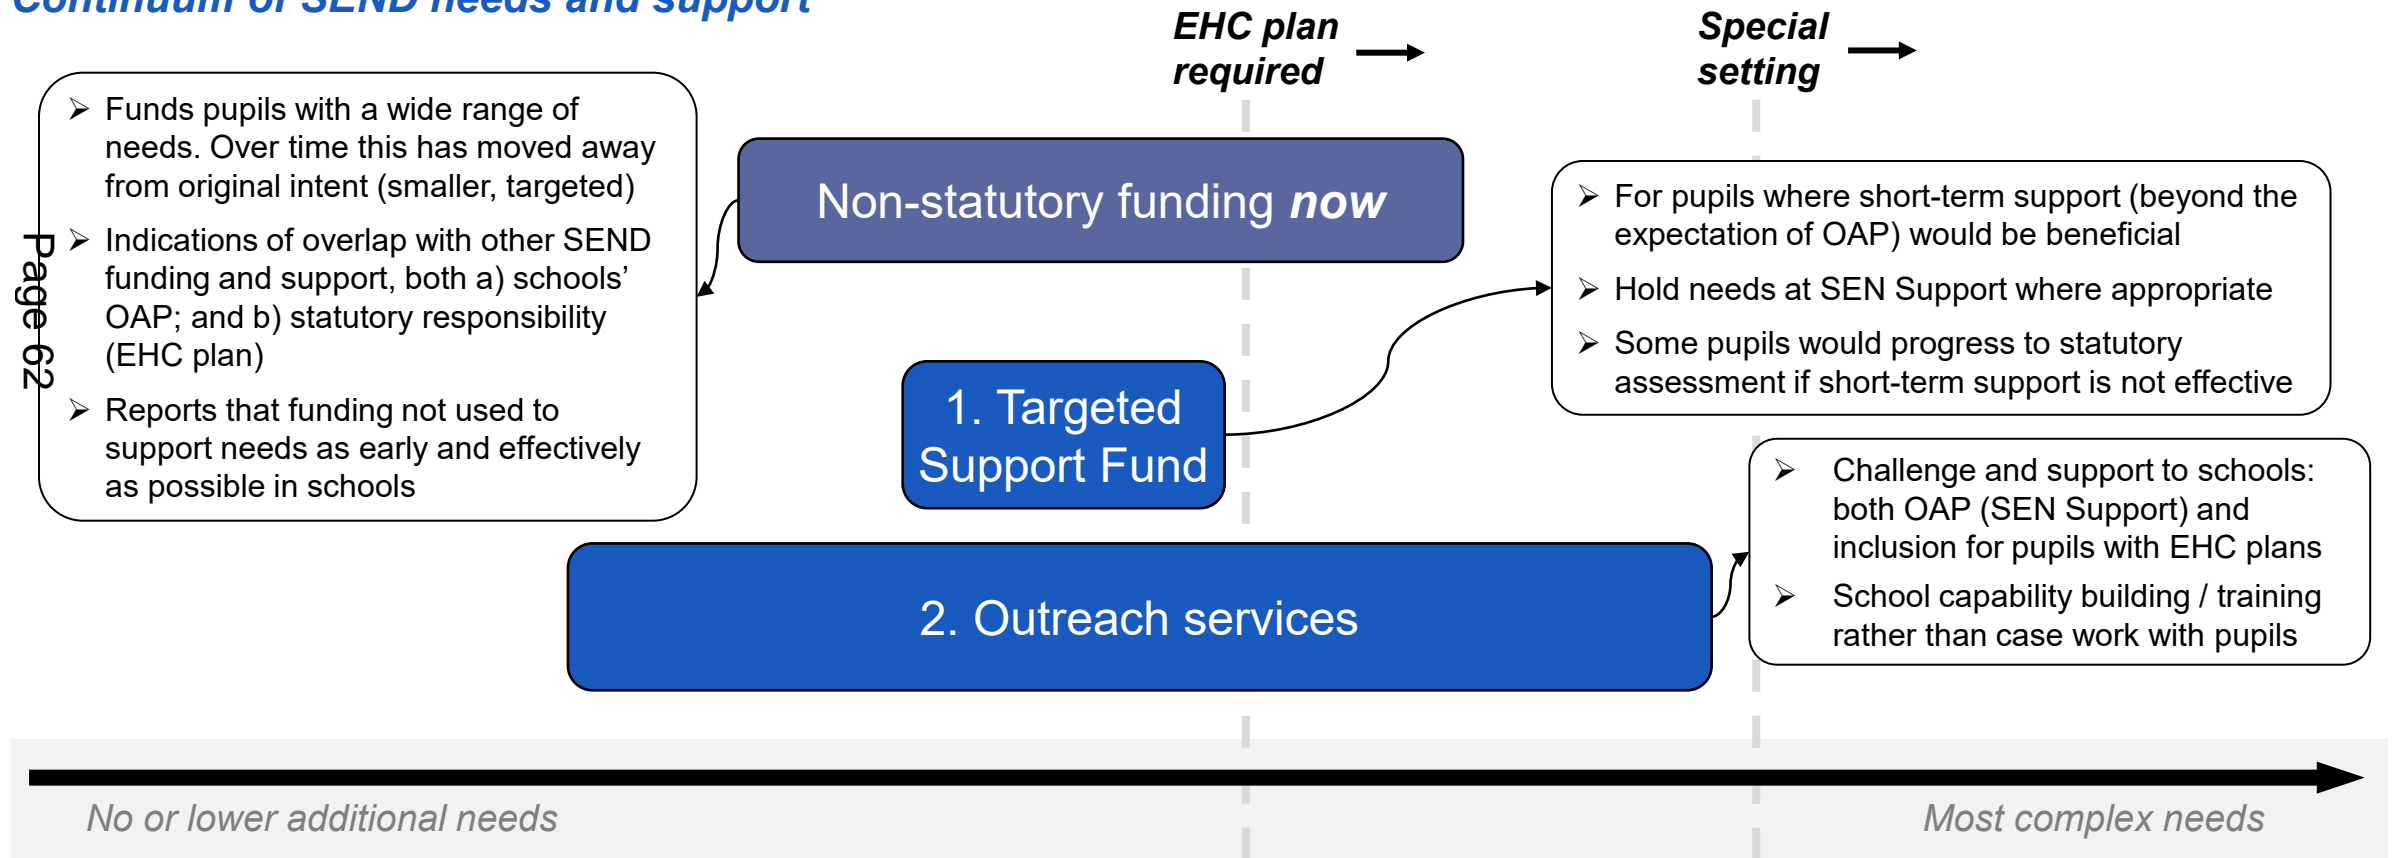 Continuum of SEND needs and support
EHC plan
required
Special
setting
Page 62
➢ Funds pupils with a wide range of
needs. Over time this has moved away
from original intent (smaller, targeted)
➢ Indications of overlap with other SEND
funding and support, both a) schools’
OAP; and b) statutory responsibility
(EHC plan)
➢ Reports that funding not used to
support needs as early and effectively
as possible in schools
Non-statutory funding now
➢ For pupils where short-term support (beyond the
expectation of OAP) would be beneficial
➢ Hold needs at SEN Support where appropriate
➢ Some pupils would progress to statutory
assessment if short-term support is not effective
1. Targeted
Support Fund
➢ Challenge and support to schools:
both OAP (SEN Support) and
inclusion for pupils with EHC plans
➢ School capability building / training
rather than case work with pupils
2. Outreach services
No or lower additional needs
Most complex needs